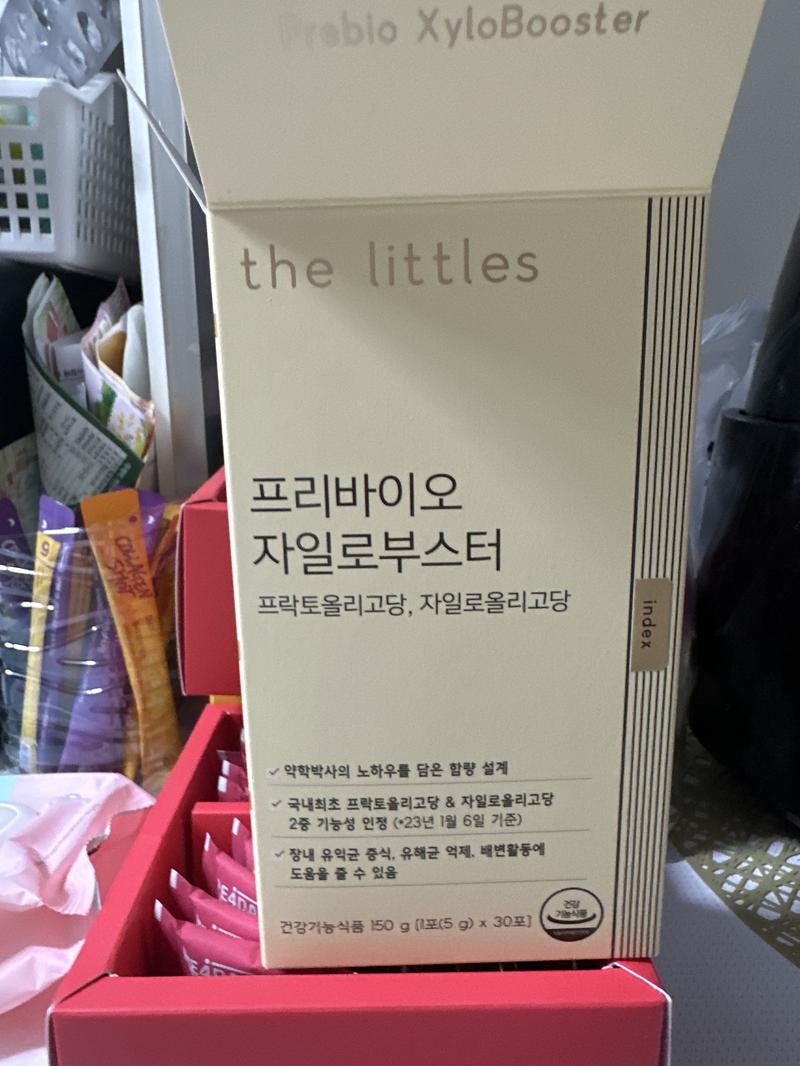 Prebio XyloBooster
the littles
프리바이오
자일로부스터
프락토올리고당, 자일로올리고당
index
약학박사의 노하우를 담은 함량 설계
국내최초 프락토올리고당 & 자일로올리고당
2중 기능성 인정 (*23년 1월 6일 기준)
장내 유익균 증식, 유해균 억제, 배변활동에
도움을 줄 수 있음
건강기능식품 150 g [1포(5 g) x 30포]
건강
기능식품